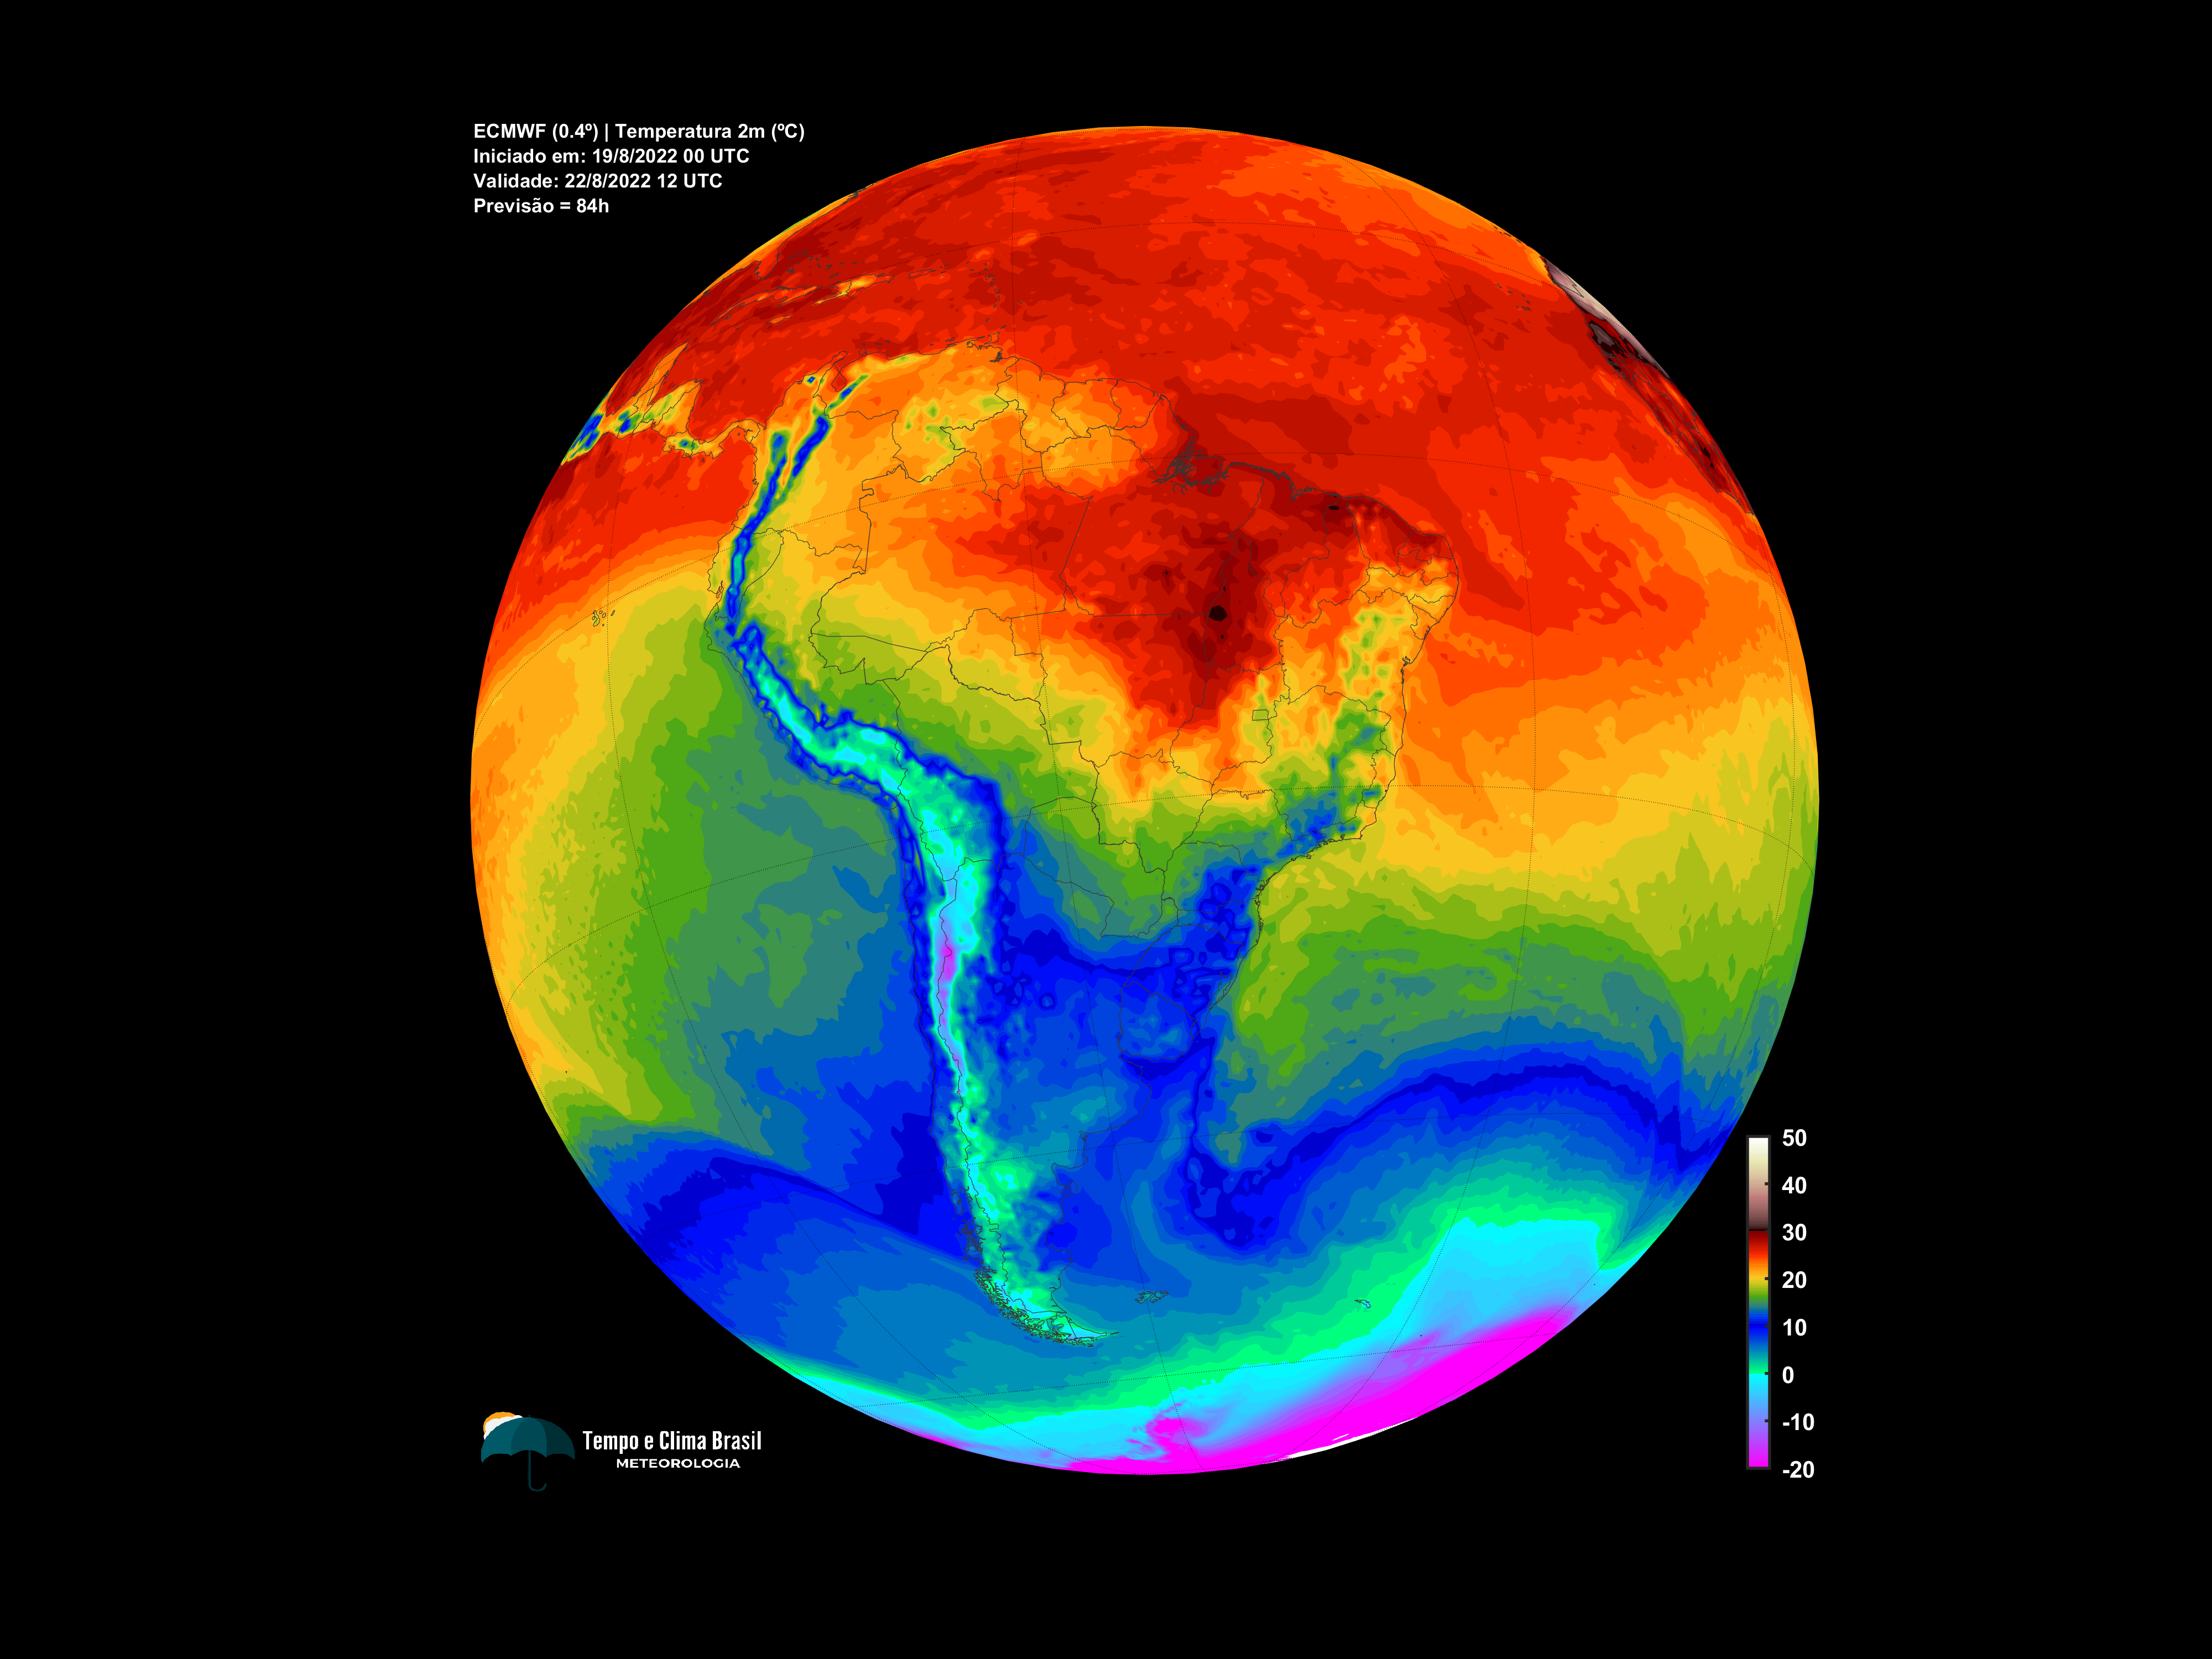 ECMWF (0.4º) | Temperatura 2m (ºC)
Iniciado em: 19/8/2022 00 UTC
Validade: 22/8/2022 12 UTC
Previsão = 84h
50
40
30
20
10
0
-10
-20
Tempo e Clima Brasil
METEOROLOGIA